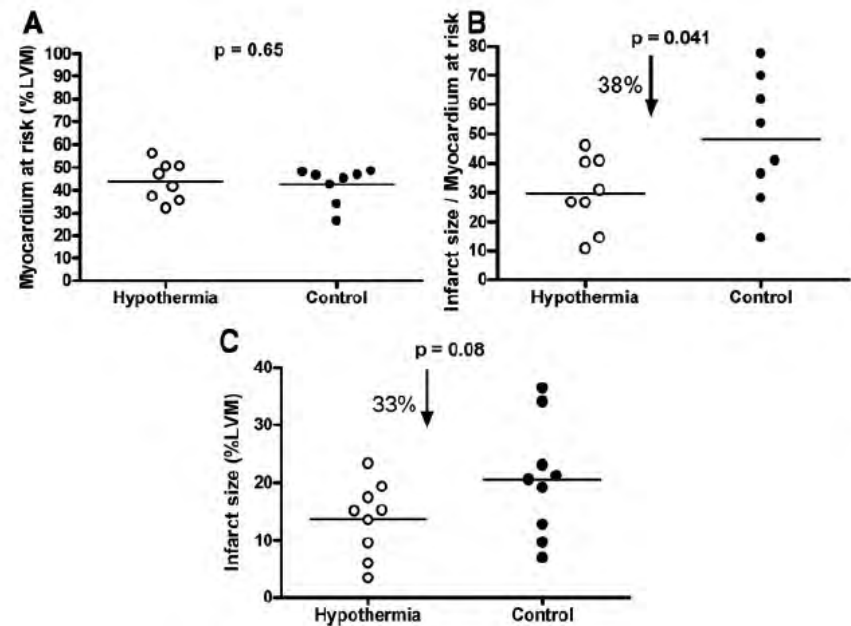 A
p = 0.65
Myocardium at risk (%LVM)
100
90
80
70
60
50
40
30
20
10
0
Hypothermia
Control
B
p = 0.041
38%
Infarct size / Myocardium at risk
80
70
60
50
40
30
20
10
0
Hypothermia
Control
C
p = 0.08
33%
Infarct size (%LVM)
40
30
20
10
0
Hypothermia
Control